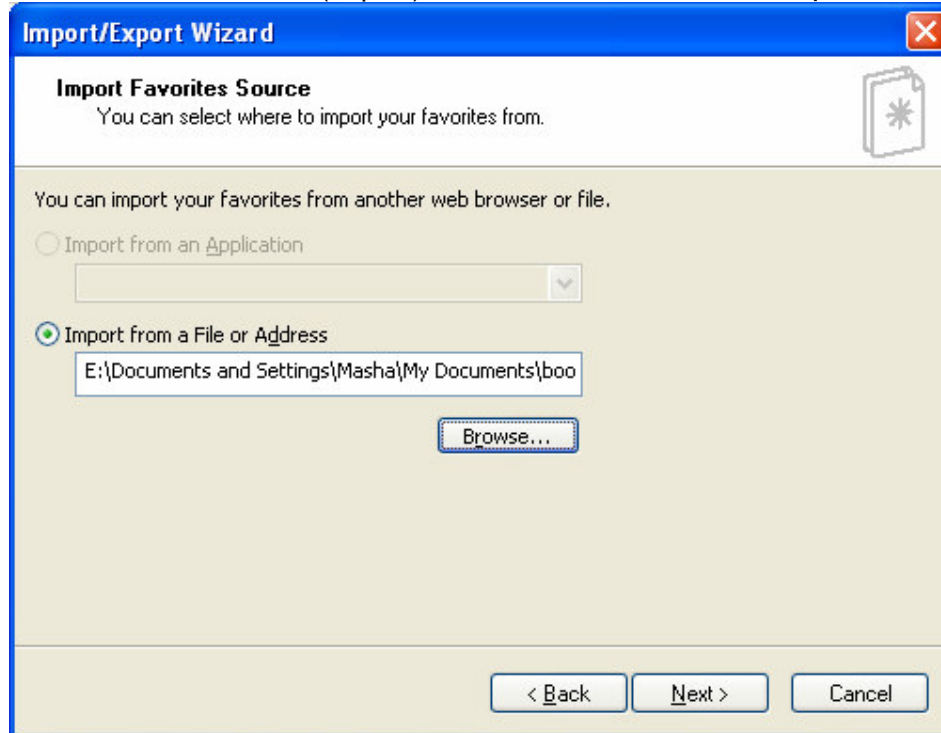 Import/Export Wizard
Import Favorites Source
You can select where to import your favorites from.
You can import your favorites from another web browser or file.
Import from an Application
Import from a File or Address
E:\Documents and Settings\Masha\My Documents\boo
Browse...
< Back Next > Cancel